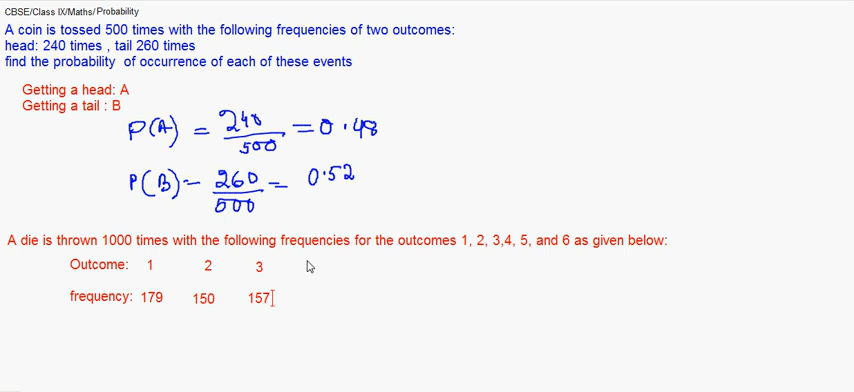 CBSE/Class IX/Maths/Probability
A coin is tossed 500 times with the following frequencies of two outcomes:
head: 240 times , tail 260 times
find the probability of occurrence of each of these events
Getting a head: A
Getting a tail : B
P(A) = 240/500 = 0.48
P(B) = 260/500 = 0.52
A die is thrown 1000 times with the following frequencies for the outcomes 1, 2, 3,4, 5, and 6 as given below:
Outcome: 1 2 3
frequency: 179 150 157